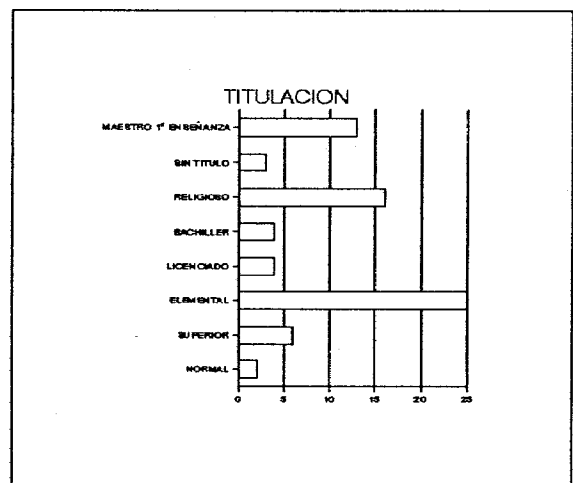 TITULACION
MAESTRO 1ª ENSEÑANZA
SIN TITULO
RELIGIOSO
BACHILLER
LICENCIADO
ELEMENTAL
SUPERIOR
NORMAL
0 5 10 15 20 25